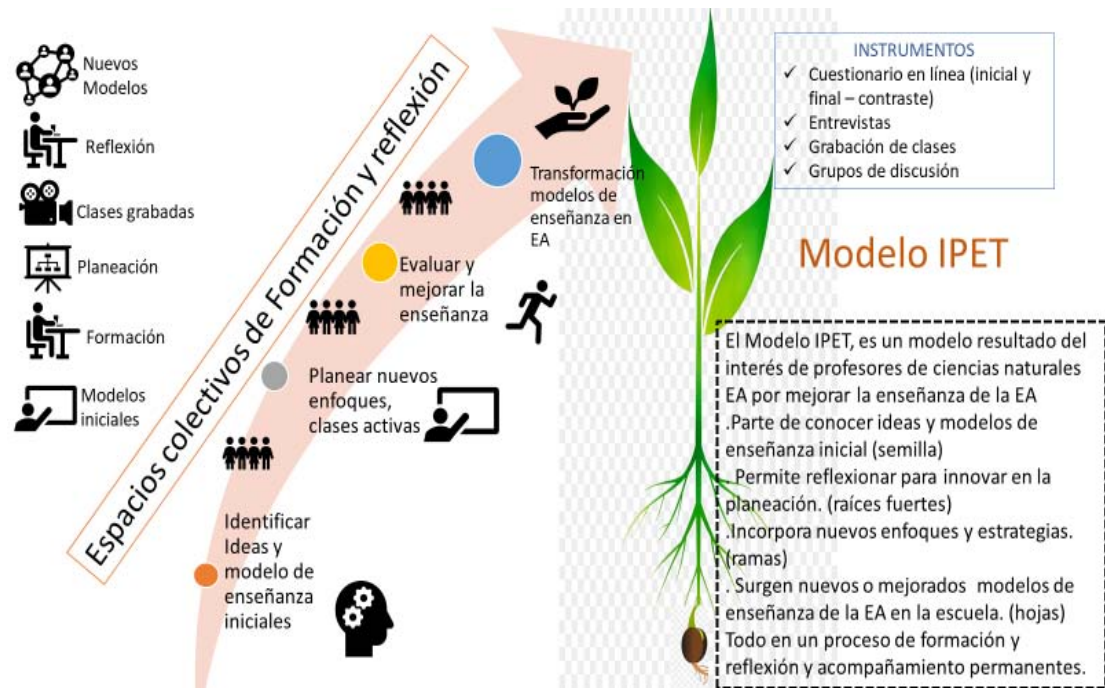 Nuevos
Modelos
Reflexión
Clases grabadas
Planeación
Formación
Modelos
iniciales
Espacios colectivos de Formación y reflexión
Transformación
modelos de
enseñanza en
EA
Evaluar y
mejorar la
enseñanza
Planear nuevos
enfoques,
clases activas
Identificar
Ideas y
modelo de
enseñanza
iniciales
INSTRUMENTOS
✓ Cuestionario en línea (inicial y
final – contraste)
✓ Entrevistas
✓ Grabación de clases
✓ Grupos de discusión
Modelo IPET
El Modelo IPET, es un modelo resultado del
interés de profesores de ciencias naturales
EA por mejorar la enseñanza de la EA
.Parte de conocer ideas y modelos de
enseñanza inicial (semilla)
. Permite reflexionar para innovar en la
planeación. (raíces fuertes)
.Incorpora nuevos enfoques y estrategias.
(ramas)
. Surgen nuevos o mejorados modelos de
enseñanza de la EA en la escuela. (hojas)
Todo en un proceso de formación y
reflexión y acompañamiento permanentes.